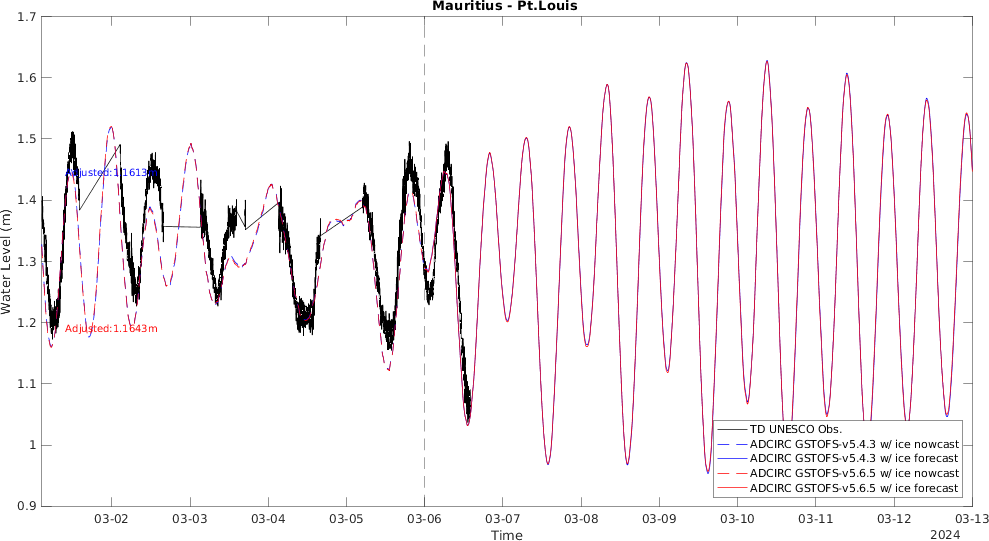 Mauritius - Pt.Louis
1.7
1.6
1.5
1.4
1.3
1.2
1.1
1
0.9
Water Level (m)
Adjusted:1.1613m
Adjusted:1.1643m
TD UNESCO Obs.
ADCIRC GSTOFS-v5.4.3 w/ ice nowcast
ADCIRC GSTOFS-v5.4.3 w/ ice forecast
ADCIRC GSTOFS-v5.6.5 w/ ice nowcast
ADCIRC GSTOFS-v5.6.5 w/ ice forecast
03-02 03-03 03-04 03-05 03-06 03-07 03-08 03-09 03-10 03-11 03-12 03-13
Time
2024